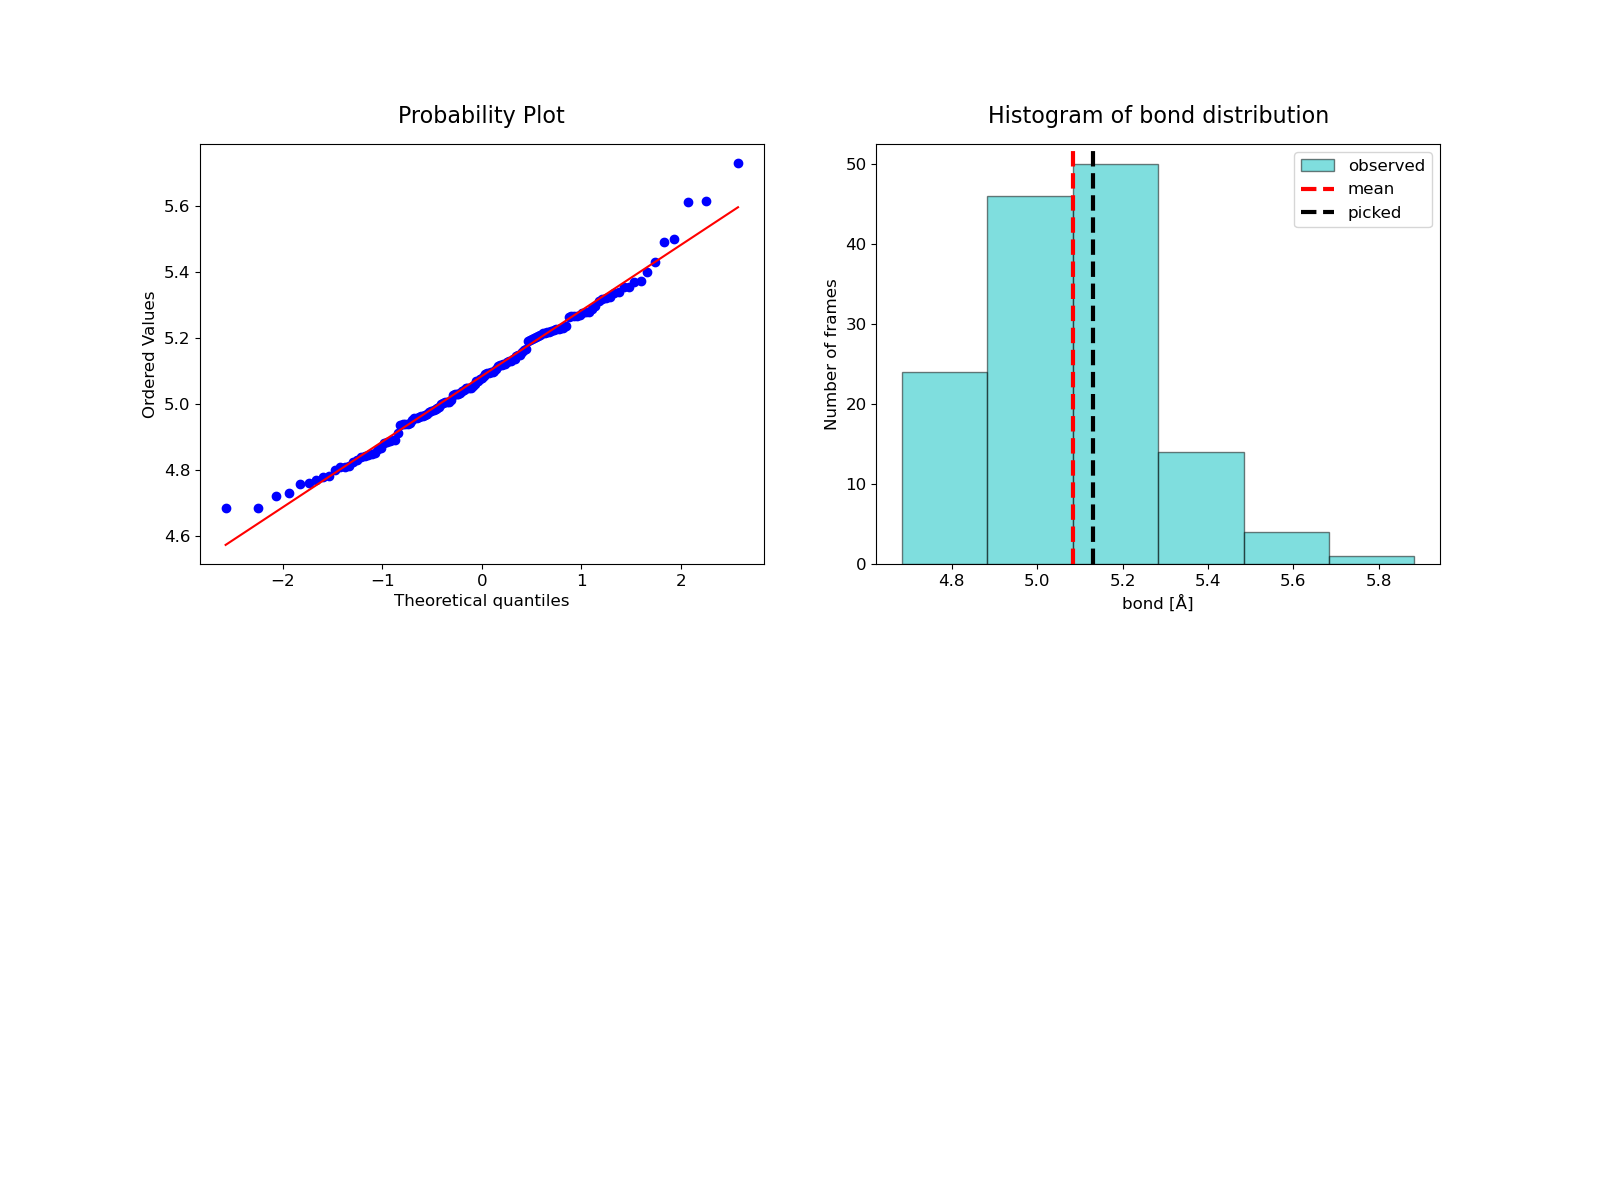 Probability Plot
Ordered Values
5.6
5.4
5.2
5.0
4.8
4.6
−2 −1 0 1 2
Theoretical quantiles
Histogram of bond distribution
Number of frames
50
40
30
20
10
0
observed
mean
picked
4.8 5.0 5.2 5.4 5.6 5.8
bond [Å]